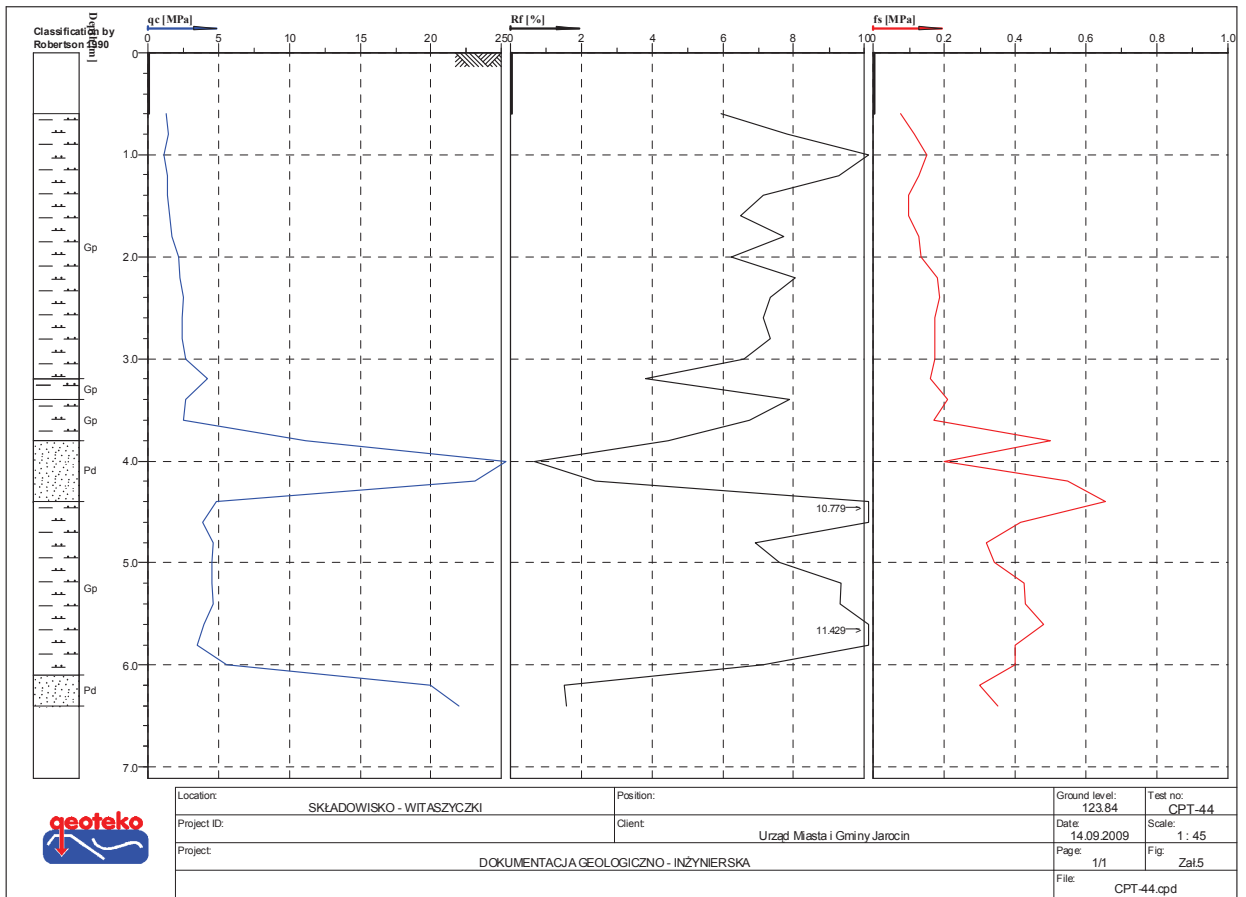 Classification by
Robertson 1990
Depth [m]
qc [MPa]
Rf [%]
fs [MPa]
0 5 10 15 20 25
0 2 4 6 8 10
0 0.2 0.4 0.6 0.8 1.0
0
1.0
2.0
3.0
4.0
5.0
6.0
7.0
Gp
Gp
Gp
Pd
Gp
Pd
10.779
11.429
geoteko
Location:
SKŁADOWISKO - WITASZYCZKI
Position:
Ground level:
123.84
Test no:
CPT-44
Project ID:
Client:
Urząd Miasta i Gminy Jarocin
Date:
14.09.2009
Scale:
1 : 45
Project:
DOKUMENTACJA GEOLOGICZNO - INŻYNIERSKA
Page:
1/1
Fig:
Zał.5
File:
CPT-44.cpd